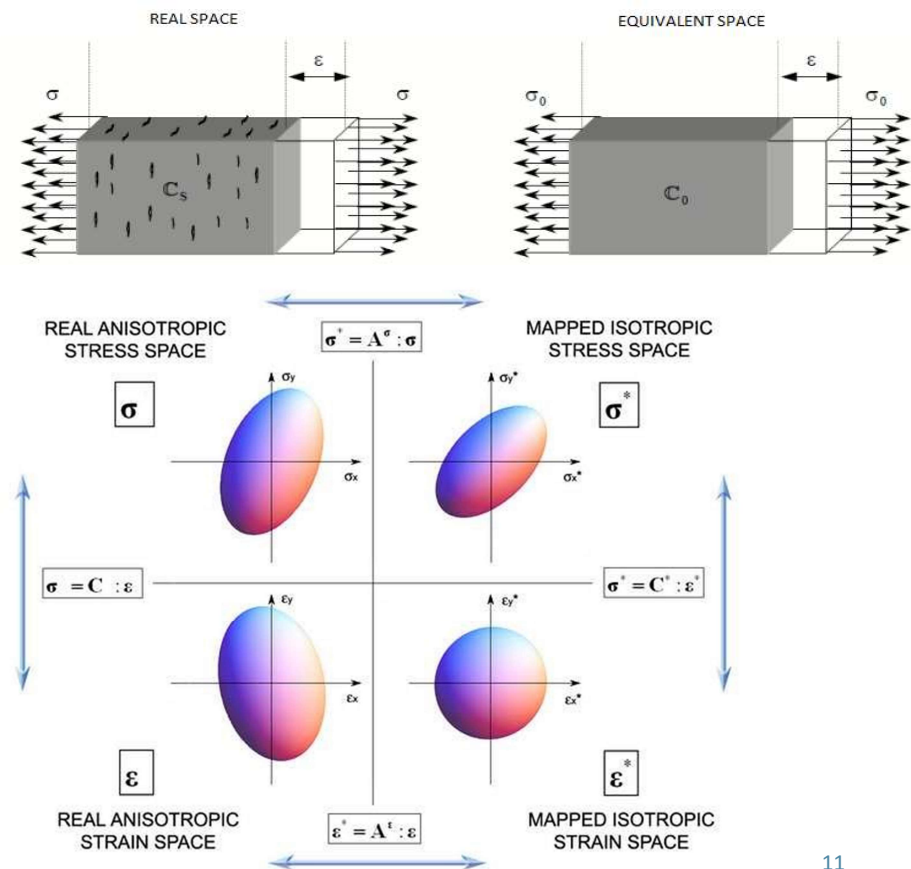 REAL SPACE
EQUIVALENT SPACE
ε
ε
σ
σ
σ₀
σ₀
ℂₛ
ℂ₀
REAL ANISOTROPIC
STRESS SPACE
σ* = Aσ : σ
MAPPED ISOTROPIC
STRESS SPACE
σ
σy
σx
σy*
σx*
σ*
σ = C : ε
σ* = C* : ε*
εy
εx
εy*
εx*
ε
ε*
REAL ANISOTROPIC
STRAIN SPACE
ε* = Aε : ε
MAPPED ISOTROPIC
STRAIN SPACE
11